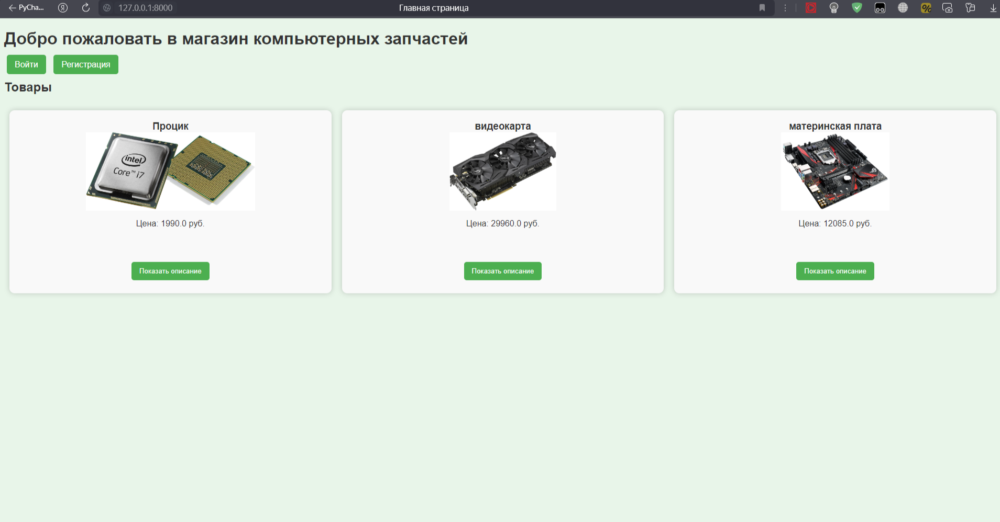 PyCha...
127.0.0.1:8000
Главная страница
Добро пожаловать в магазин компьютерных запчастей
Войти
Регистрация
Товары
Процик
intel
Core™ i7
Цена: 1990.0 руб.
Показать описание
видеокарта
Цена: 29960.0 руб.
Показать описание
материнская плата
Цена: 12085.0 руб.
Показать описание